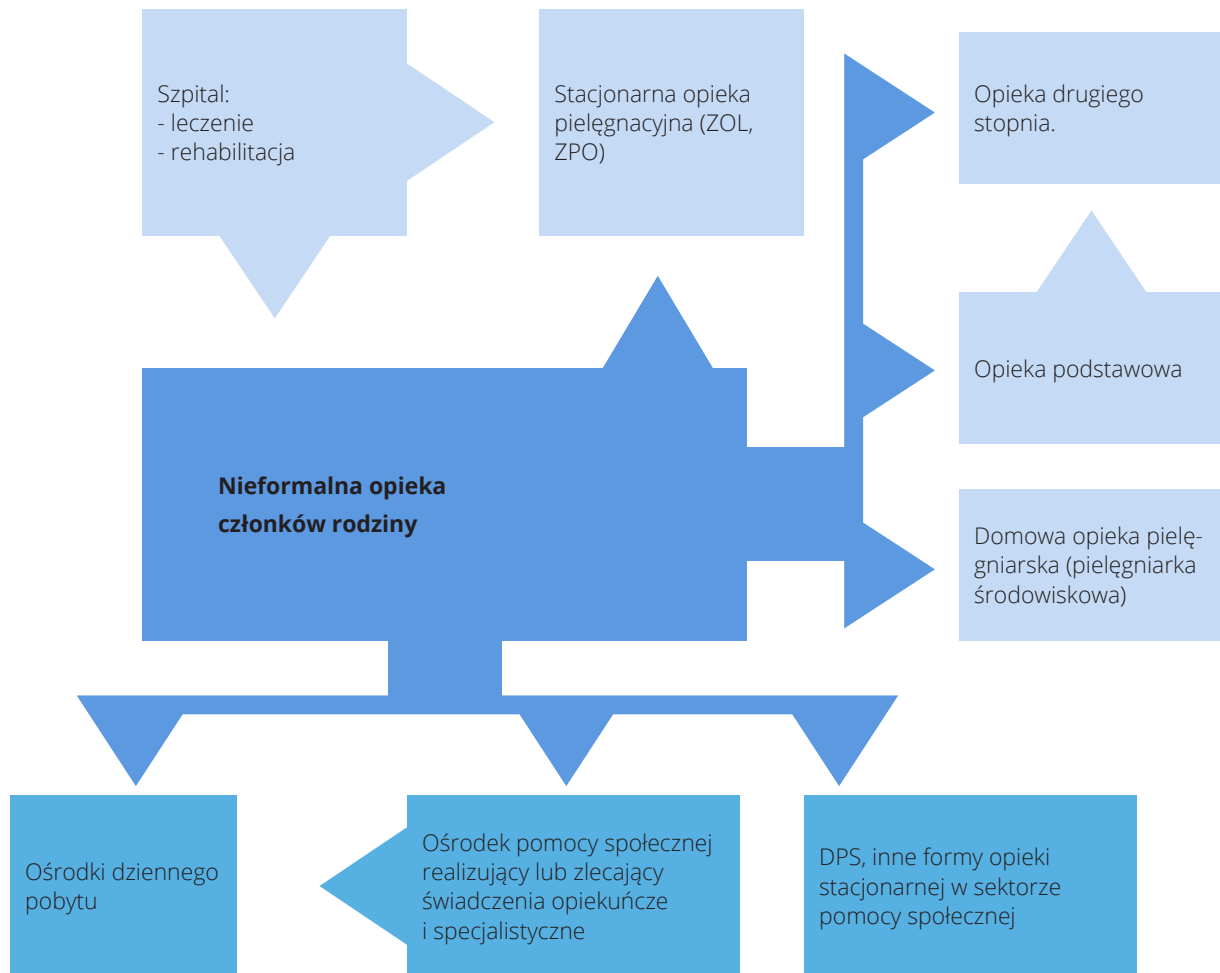 Szpital:
- leczenie
- rehabilitacja
Stacjonarna opieka
pielęgnacyjna (ZOL,
ZPO)
Opieka drugiego
stopnia.
Opieka podstawowa
Nieformalna opieka
członków rodziny
Domowa opieka pielę-
gniarska (pielęgniarka
środowiskowa)
Ośrodki dziennego
pobytu
Ośrodek pomocy społecznej
realizujący lub zlecający
świadczenia opiekuńcze
i specjalistyczne
DPS, inne formy opieki
stacjonarnej w sektorze
pomocy społecznej